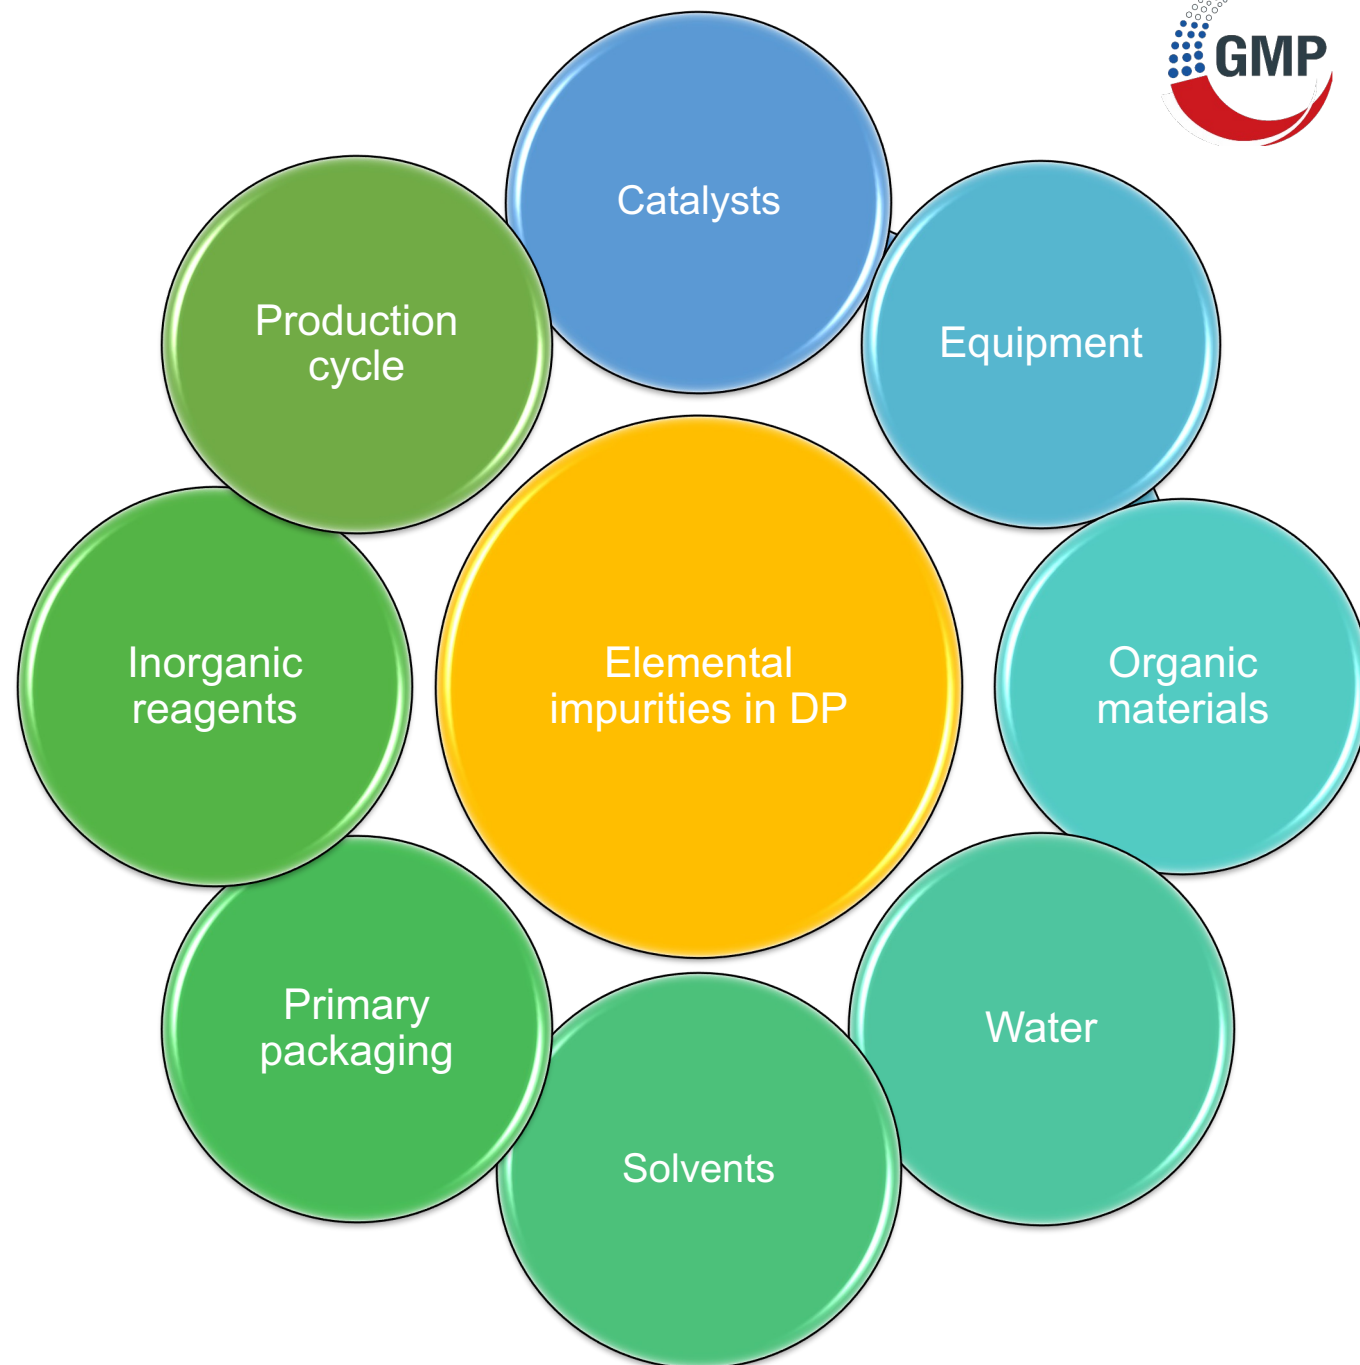 GMP
Catalysts
Equipment
Organic
materials
Water
Solvents
Primary
packaging
Inorganic
reagents
Production
cycle
Elemental
impurities in DP